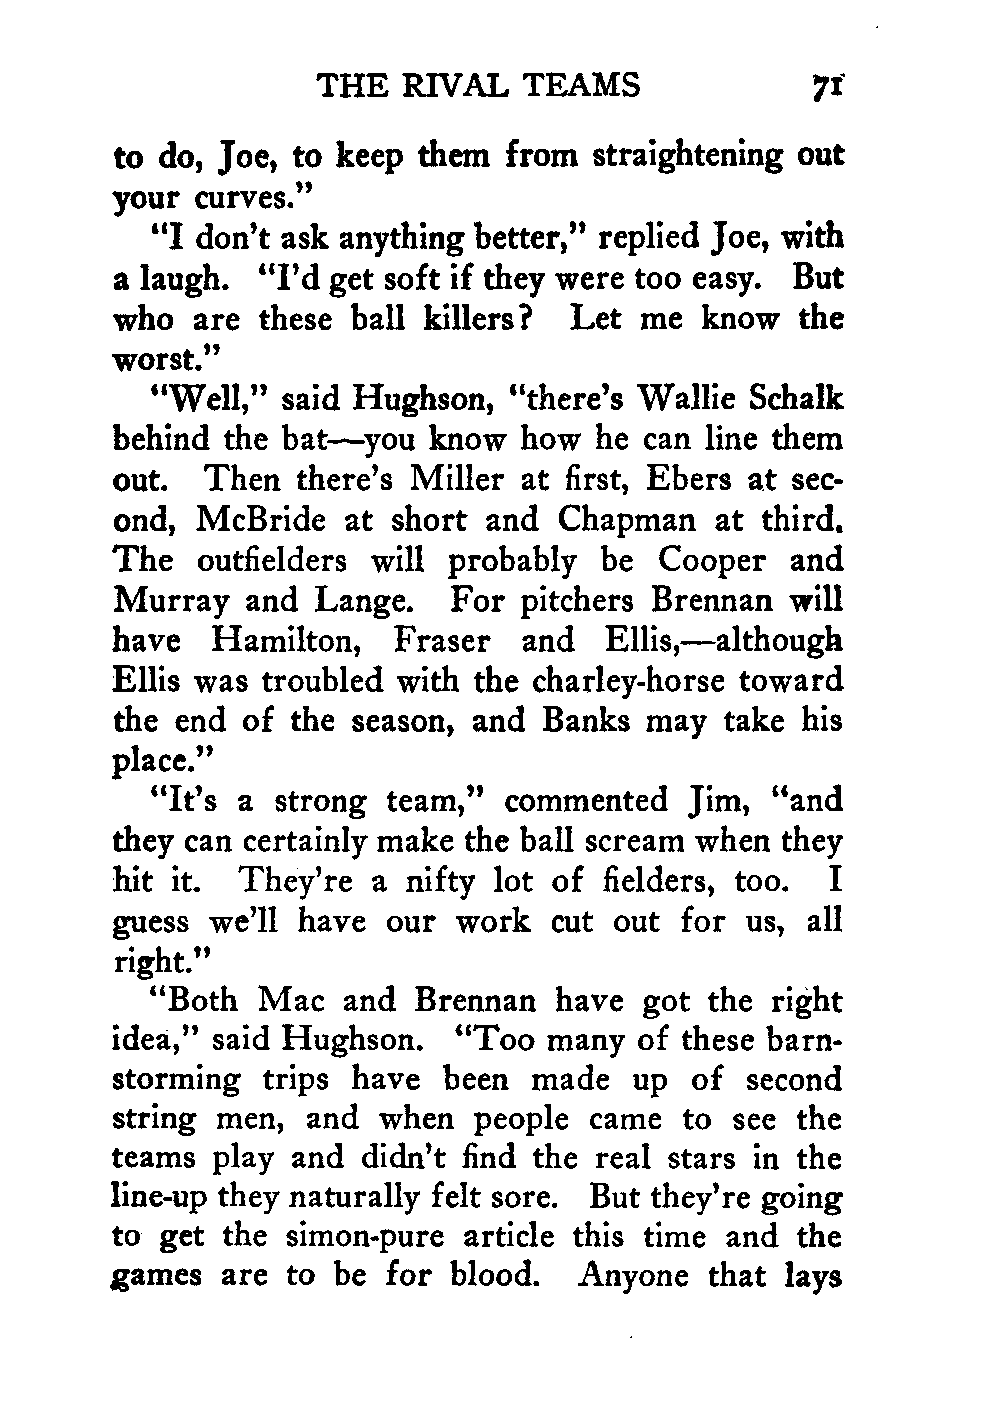 THE RIVAL TEAMS 71
to do, Joe, to keep them from straightening out
your curves."
"I don't ask anything better," replied Joe, with
a laugh. "I'd get soft if they were too easy. But
who are these ball killers? Let me know the
worst."
"Well," said Hughson, "there's Wallie Schalk
behind the bat—you know how he can line them
out. Then there's Miller at first, Ebers at sec-
ond, McBride at short and Chapman at third.
The outfielders will probably be Cooper and
Murray and Lange. For pitchers Brennan will
have Hamilton, Fraser and Ellis,—although
Ellis was troubled with the charley-horse toward
the end of the season, and Banks may take his
place."
"It's a strong team," commented Jim, "and
they can certainly make the ball scream when they
hit it. They're a nifty lot of fielders, too. I
guess we'll have our work cut out for us, all
right."
"Both Mac and Brennan have got the right
idea," said Hughson. "Too many of these barn-
storming trips have been made up of second
string men, and when people came to see the
teams play and didn't find the real stars in the
line-up they naturally felt sore. But they're going
to get the simon-pure article this time and the
games are to be for blood. Anyone that lays